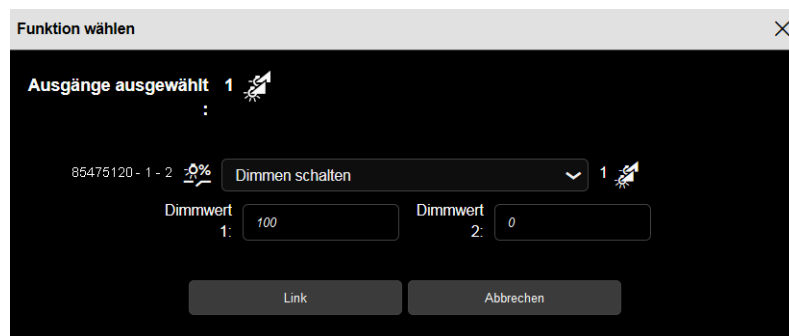 Funktion wählen
Ausgänge ausgewählt 1
:
85475120 - 1 - 2 % Dimmen schalten 1
Dimmwert 1: 100 Dimmwert 2: 0
Link Abbrechen